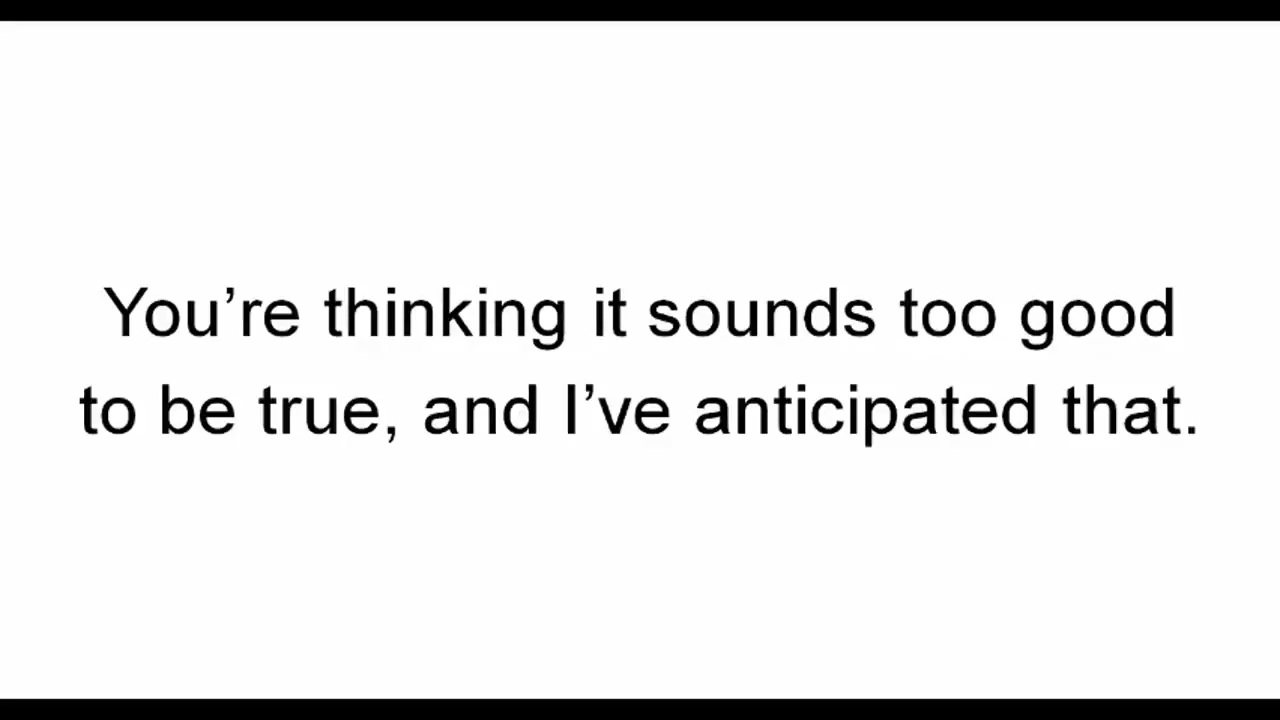 You’re thinking it sounds too good
to be true, and I’ve anticipated that.